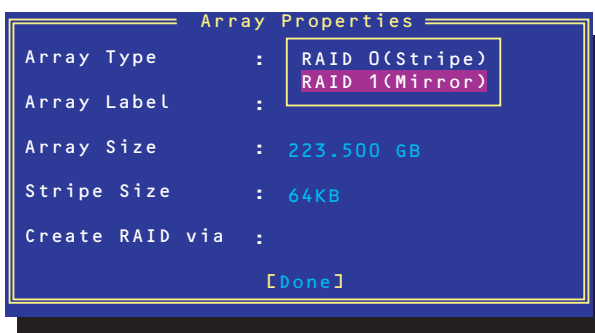 Array Properties
Array Type : RAID 0(Stripe)
RAID 1(Mirror)
Array Label :
Array Size : 223.500 GB
Stripe Size : 64KB
Create RAID via :
[Done]